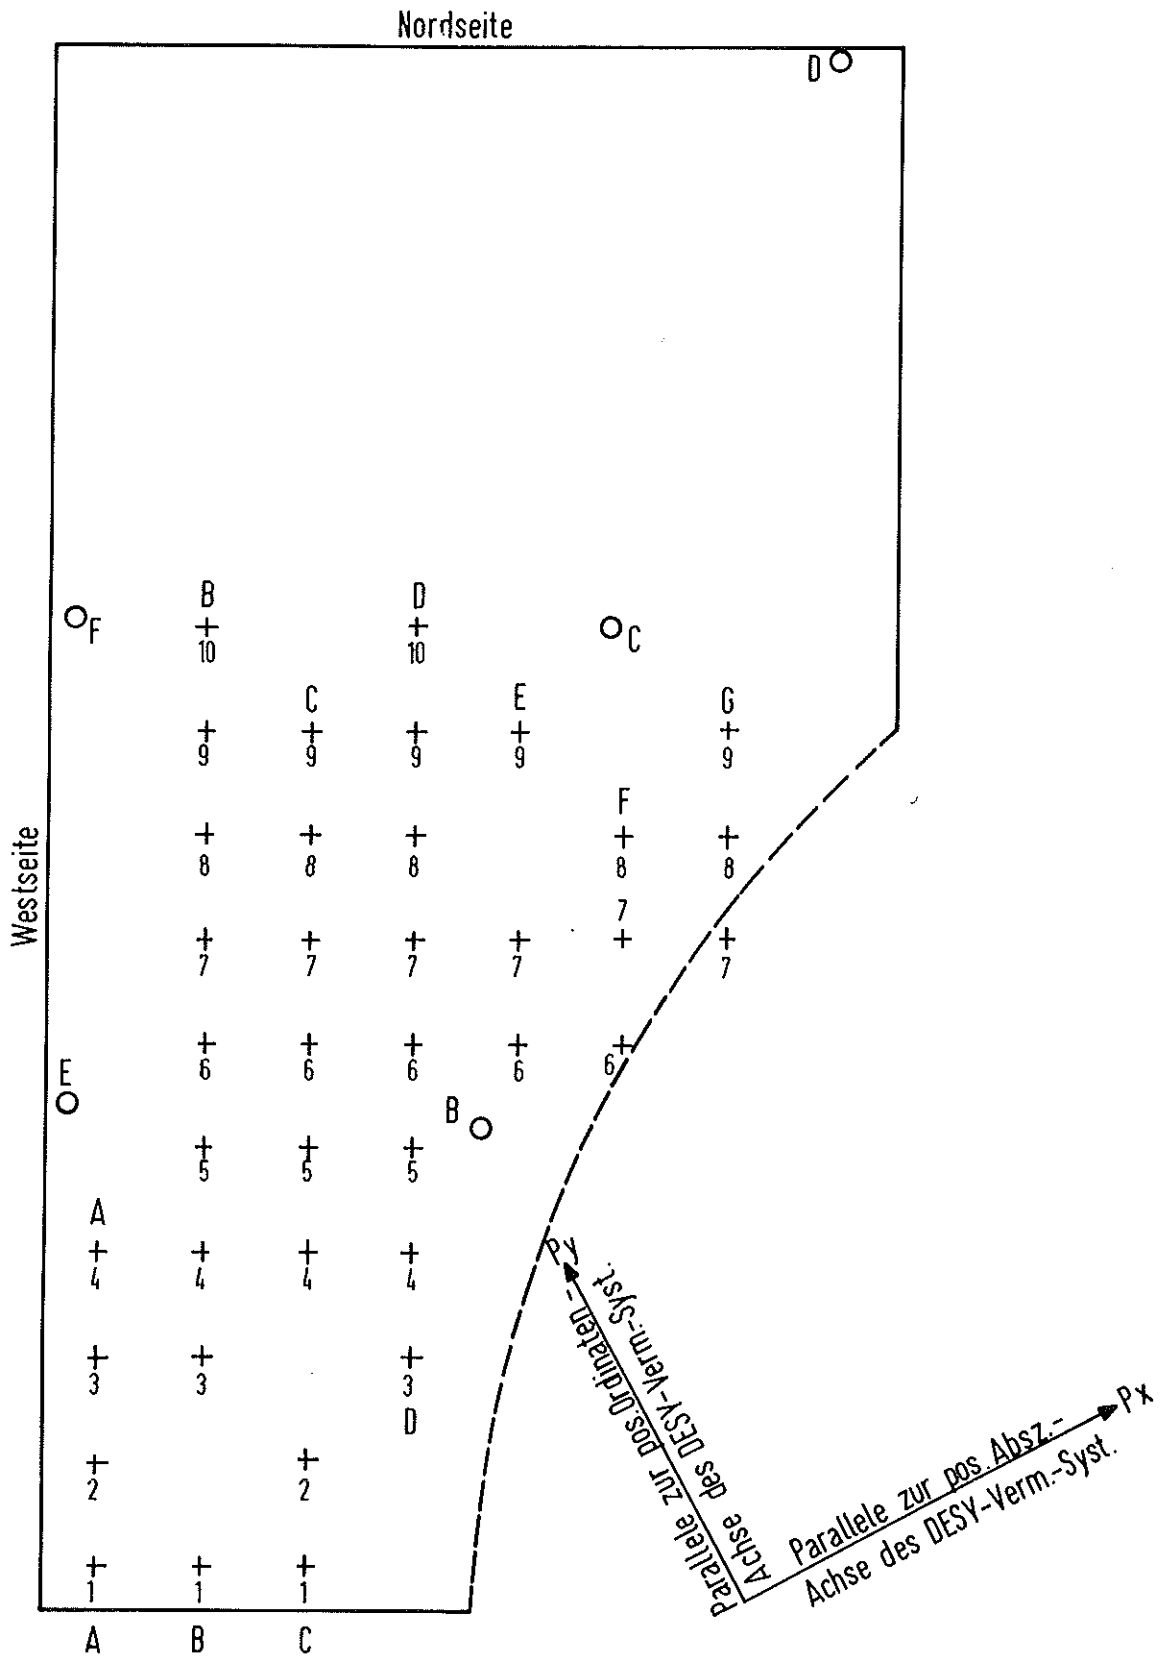 Nordseite
D
B D
F C
10 10
C E G
9 9 9 9 9
F
8 8 8 8 8
7
Westseite
7 7 7 7 7
6 6 6 6 6
E
B
5 5 5
A
4 4 4 4
3 3 3
D
2 2
1 1 1
A B C
Py
Parallele zur pos.Ordinaten-
Achse des DESY-Verm.-Syst.
Px
Parallele zur pos.Absz.-
Achse des DESY-Verm.-Syst.